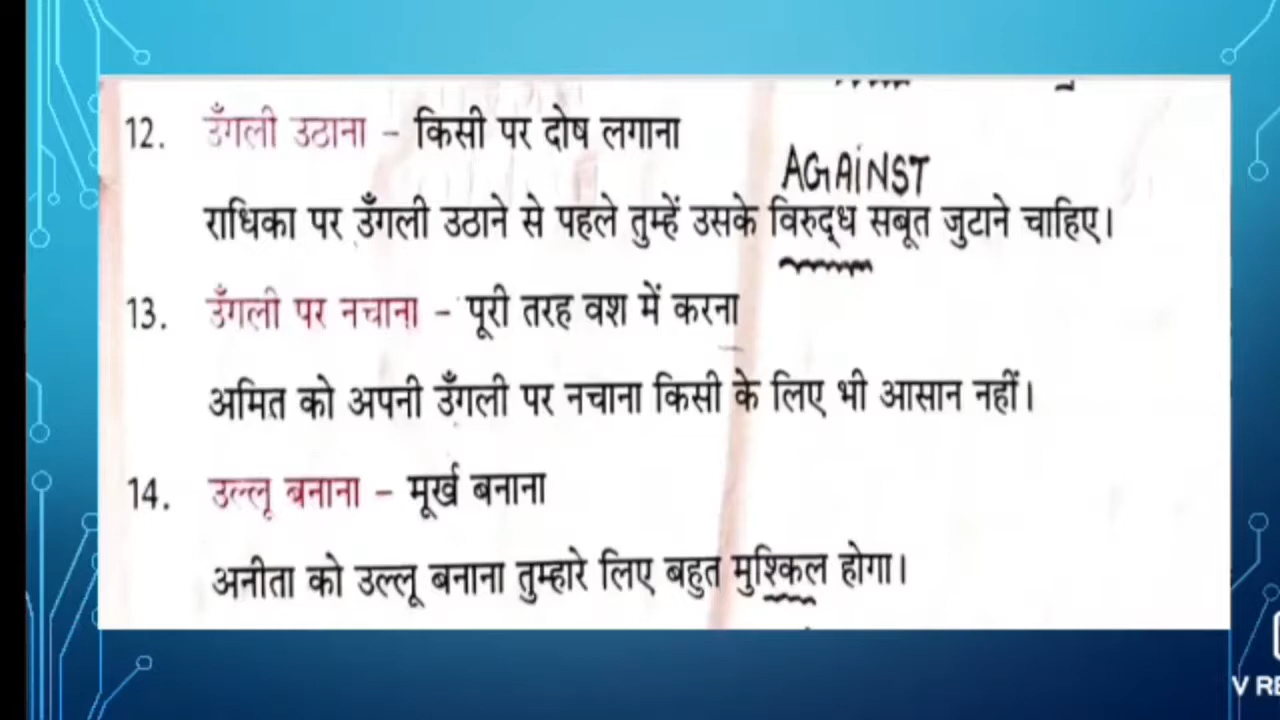 12. उँगली उठाना – किसी पर दोष लगाना
AGAINST
राधिका पर उँगली उठाने से पहले तुम्हें उसके विरुद्ध सबूत जुटाने चाहिए।
13. उँगली पर नचाना – पूरी तरह वश में करना
अमित को अपनी उँगली पर नचाना किसी के लिए भी आसान नहीं।
14. उल्लू बनाना – मूर्ख बनाना
अनीता को उल्लू बनाना तुम्हारे लिए बहुत मुश्किल होगा।